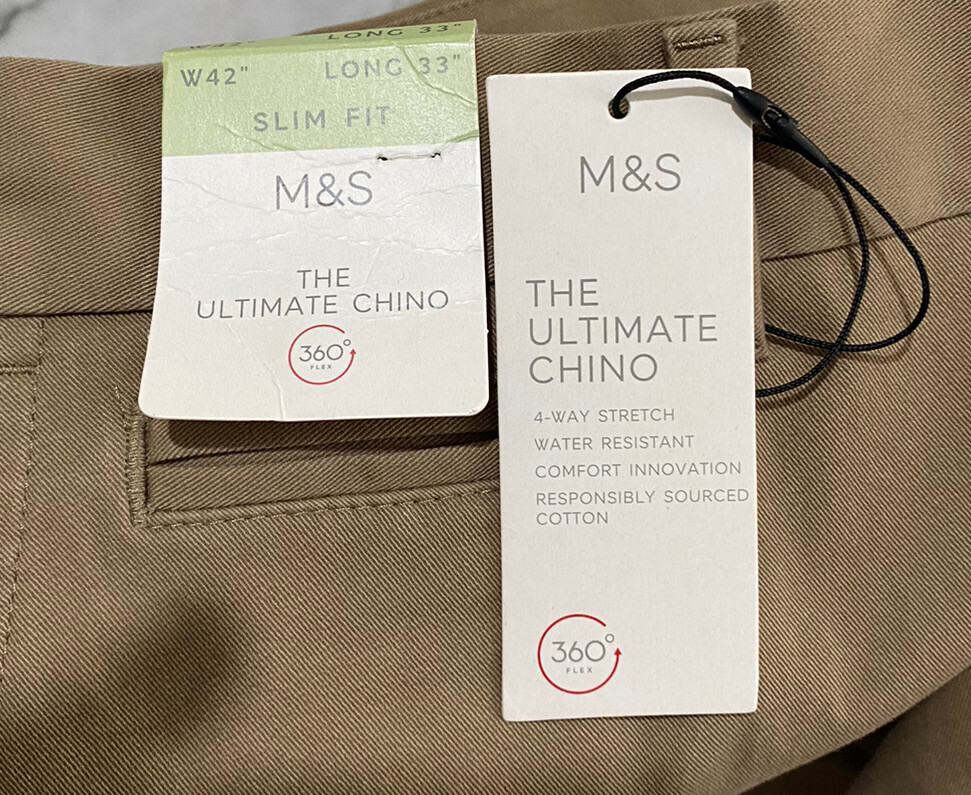 W42" LONG 33"
W42" LONG 33"
SLIM FIT
M&S
THE
ULTIMATE CHINO
360°
FLEX
M&S
THE
ULTIMATE
CHINO
4-WAY STRETCH
WATER RESISTANT
COMFORT INNOVATION
RESPONSIBLY SOURCED
COTTON
360°
FLEX